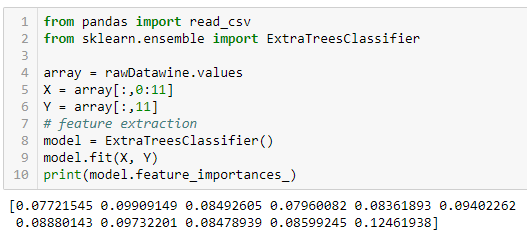 1 from pandas import read_csv
2 from sklearn.ensemble import ExtraTreesClassifier
3
4 array = rawDatawine.values
5 X = array[:,0:11]
6 Y = array[:,11]
7 # feature extraction
8 model = ExtraTreesClassifier()
9 model.fit(X, Y)
10 print(model.feature_importances_)
[0.07721545 0.09909149 0.08492605 0.07960082 0.08361893 0.09402262
0.08880143 0.09732201 0.08478939 0.08599245 0.12461938]